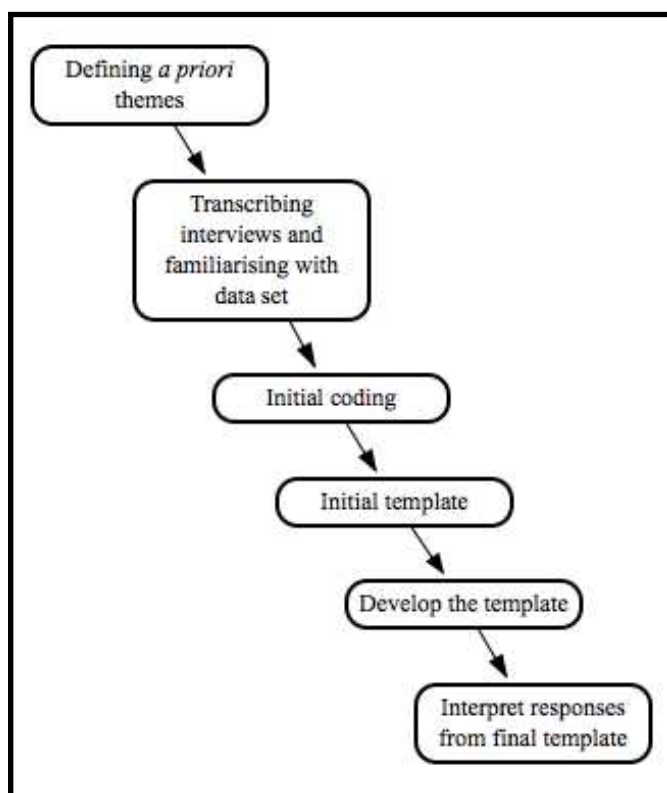 Defining a priori
themes
Transcribing
interviews and
familiarising with
data set
Initial coding
Initial template
Develop the template
Interpret responses
from final template